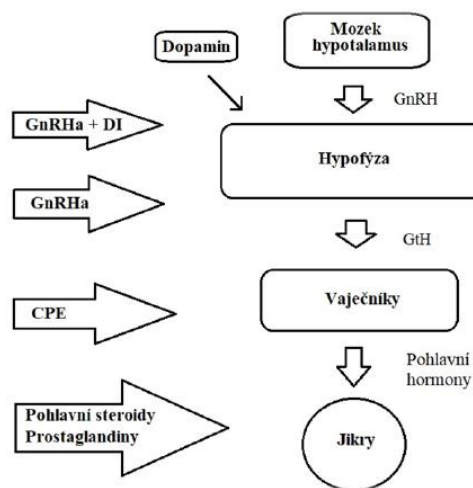 Mozek
hypotalamus
Dopamin
GnRH
GnRHa + DI
Hypofýza
GnRHa
GtH
CPE
Vaječníky
Pohlavní
hormony
Pohlavní steroidy
Prostaglandiny
Jikry